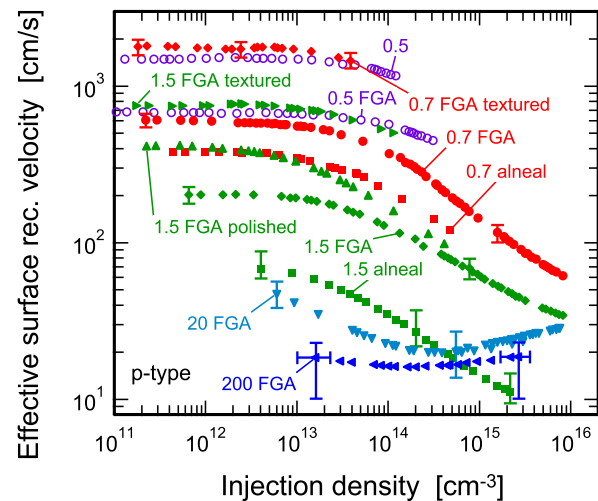 Effective surface rec. velocity [cm/s]
10³
10²
10¹
0.5
1.5 FGA textured
0.5 FGA
0.7 FGA textured
0.7 FGA
0.7 alneal
1.5 FGA polished
1.5 FGA
1.5 alneal
20 FGA
p-type
200 FGA
10¹¹ 10¹² 10¹³ 10¹⁴ 10¹⁵ 10¹⁶
Injection density [cm⁻³]